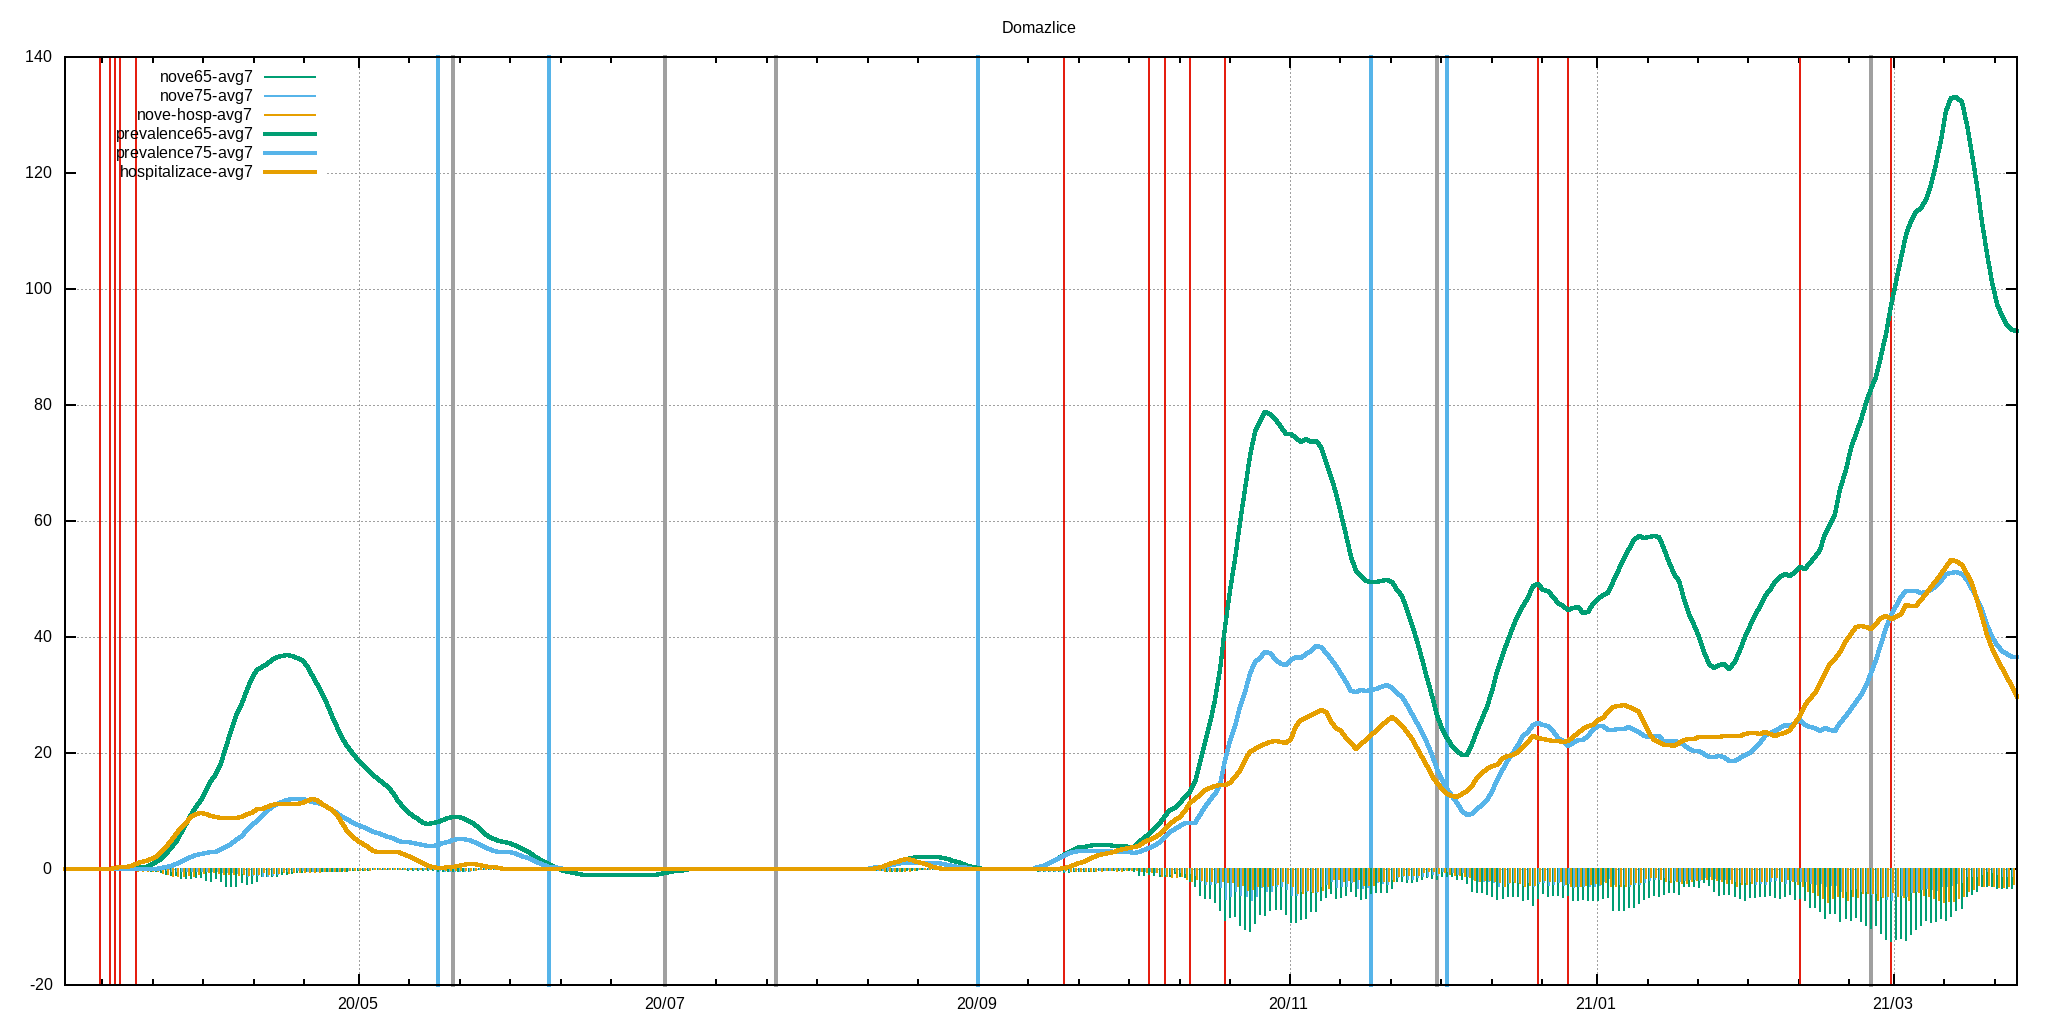 Domazlice
140
120
100
80
60
40
20
0
-20
nove65-avg7
nove75-avg7
nove-hosp-avg7
prevalence65-avg7
prevalence75-avg7
hospitalizace-avg7
20/05 20/07 20/09 20/11 21/01 21/03